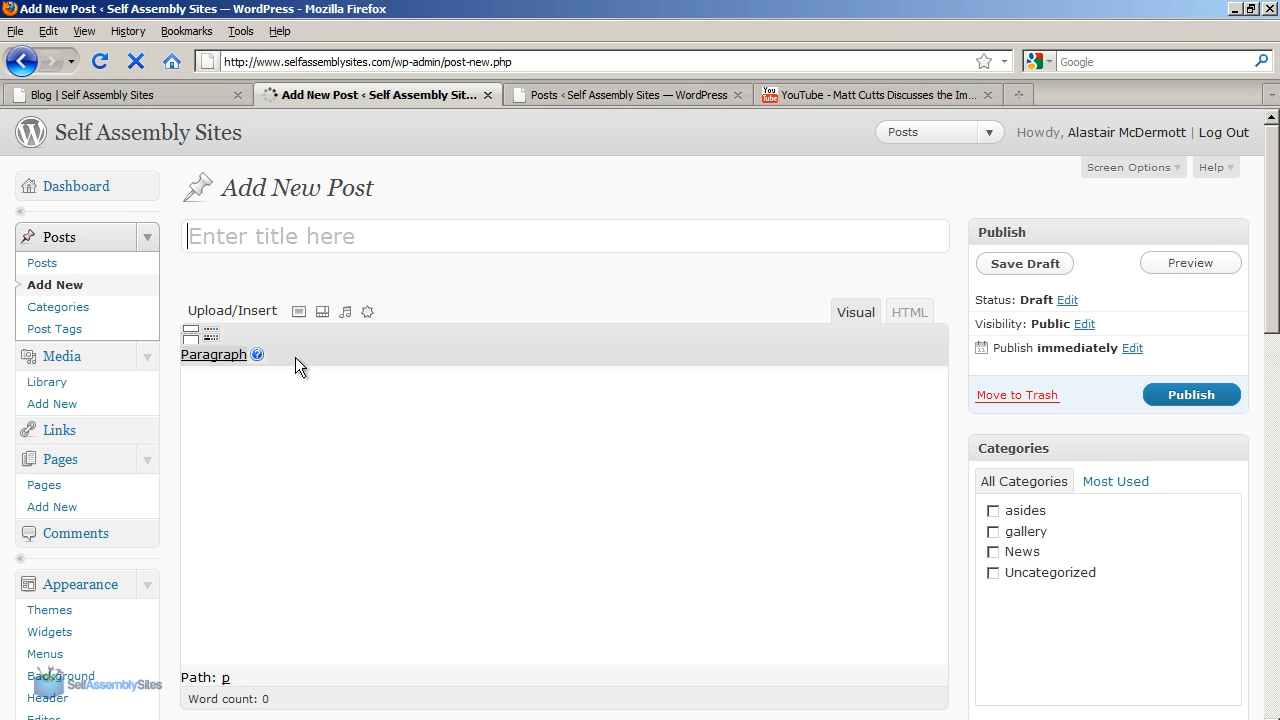 Add New Post ‹ Self Assembly Sites — WordPress - Mozilla Firefox
File Edit View History Bookmarks Tools Help
http://www.selfassemblysites.com/wp-admin/post-new.php
Google
Blog | Self Assembly Sites
Add New Post ‹ Self Assembly Sit...
Posts ‹ Self Assembly Sites — WordPress
YouTube - Matt Cutts Discusses the Im...
Self Assembly Sites
Posts
Howdy, Alastair McDermott | Log Out
Screen Options
Help
Dashboard
Posts
Posts
Add New
Categories
Post Tags
Media
Library
Add New
Links
Pages
Pages
Add New
Comments
Appearance
Themes
Widgets
Menus
Background
SelfAssemblySites
Header
Editor
Add New Post
Enter title here
Upload/Insert
Visual
HTML
Paragraph
Path: p
Word count: 0
Publish
Save Draft
Preview
Status: Draft Edit
Visibility: Public Edit
Publish immediately Edit
Move to Trash
Publish
Categories
All Categories
Most Used
asides
gallery
News
Uncategorized